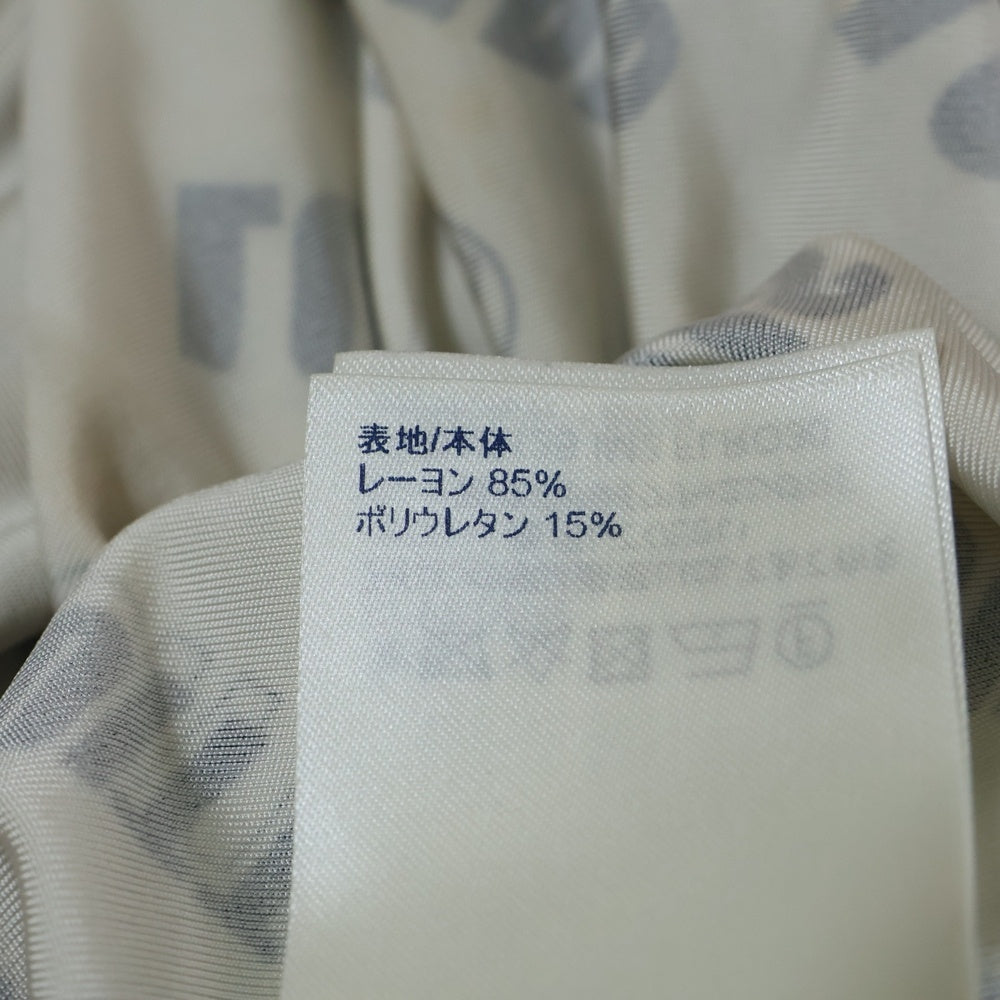 表地/本体
レーヨン 85%
ポリウレタン 15%